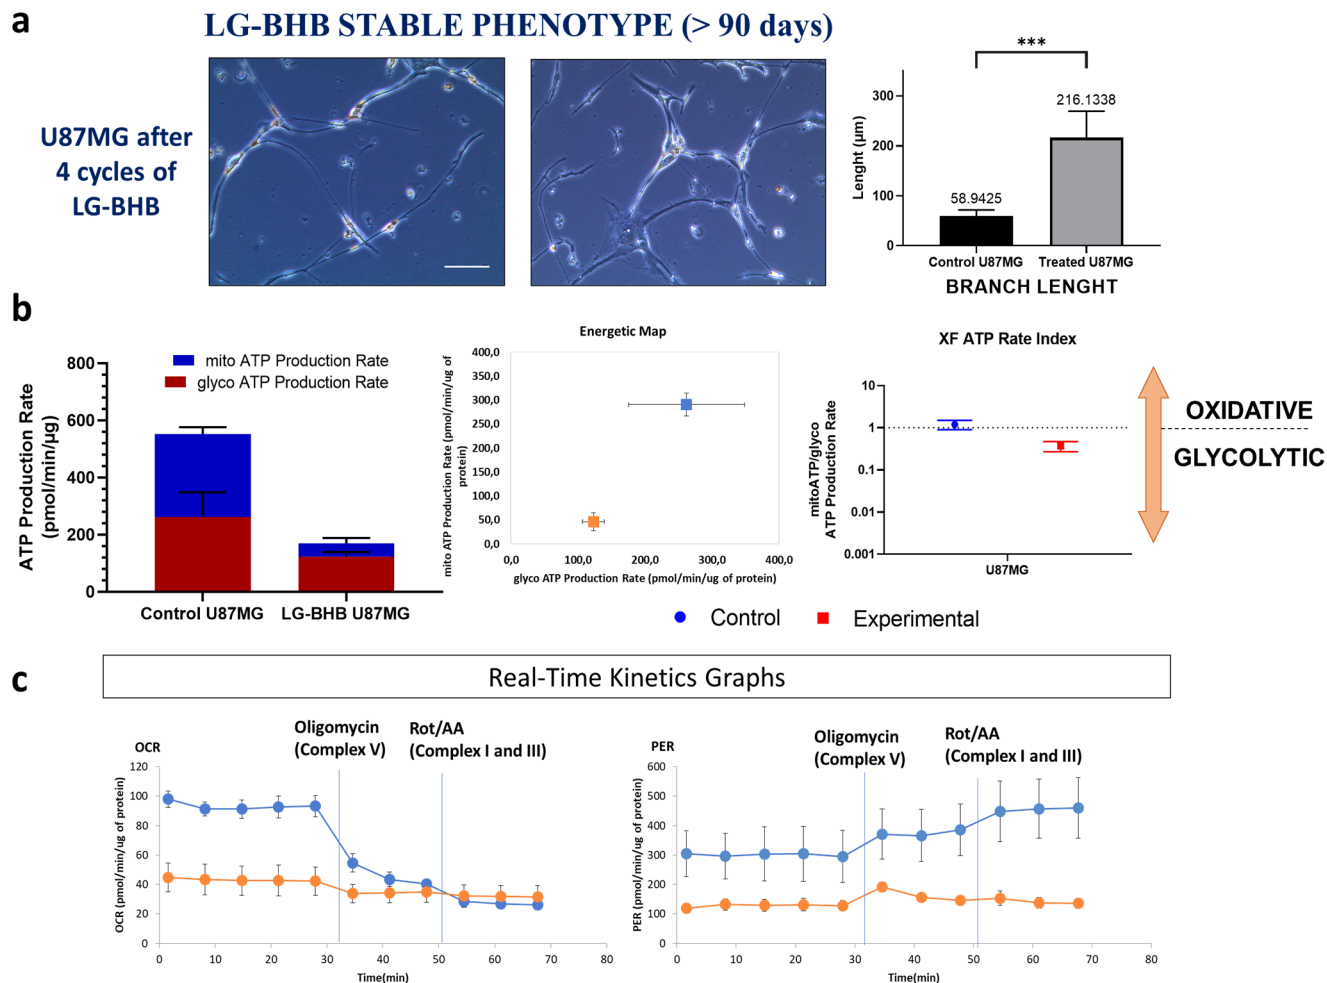 a
LG-BHB STABLE PHENOTYPE (> 90 days)
U87MG after
4 cycles of
LG-BHB
***
300
200
100
0
Lenght (µm)
58.9425
216.1338
Control U87MG
Treated U87MG
BRANCH LENGHT
b
800
600
400
200
0
ATP Production Rate
(pmol/min/µg)
mito ATP Production Rate
glyco ATP Production Rate
Control U87MG
LG-BHB U87MG
Energetic Map
400,0
350,0
300,0
250,0
200,0
150,0
100,0
50,0
0,0
mito ATP Production Rate (pmol/min/ug of
protein)
0,0
100,0
200,0
300,0
400,0
glyco ATP Production Rate (pmol/min/ug of protein)
XF ATP Rate Index
10
1
0.1
0.01
0.001
mitoATP/glyco
ATP Production Rate
U87MG
OXIDATIVE
GLYCOLYTIC
Control
Experimental
c
Real-Time Kinetics Graphs
OCR
Oligomycin
(Complex V)
Rot/AA
(Complex I and III)
120
100
80
60
40
20
0
OCR (pmol/min/ug of protein)
0
10
20
30
40
50
60
70
80
Time(min)
PER
Oligomycin
(Complex V)
Rot/AA
(Complex I and III)
600
500
400
300
200
100
0
PER (pmol/min/ug of protein)
0
10
20
30
40
50
60
70
80
Time(min)